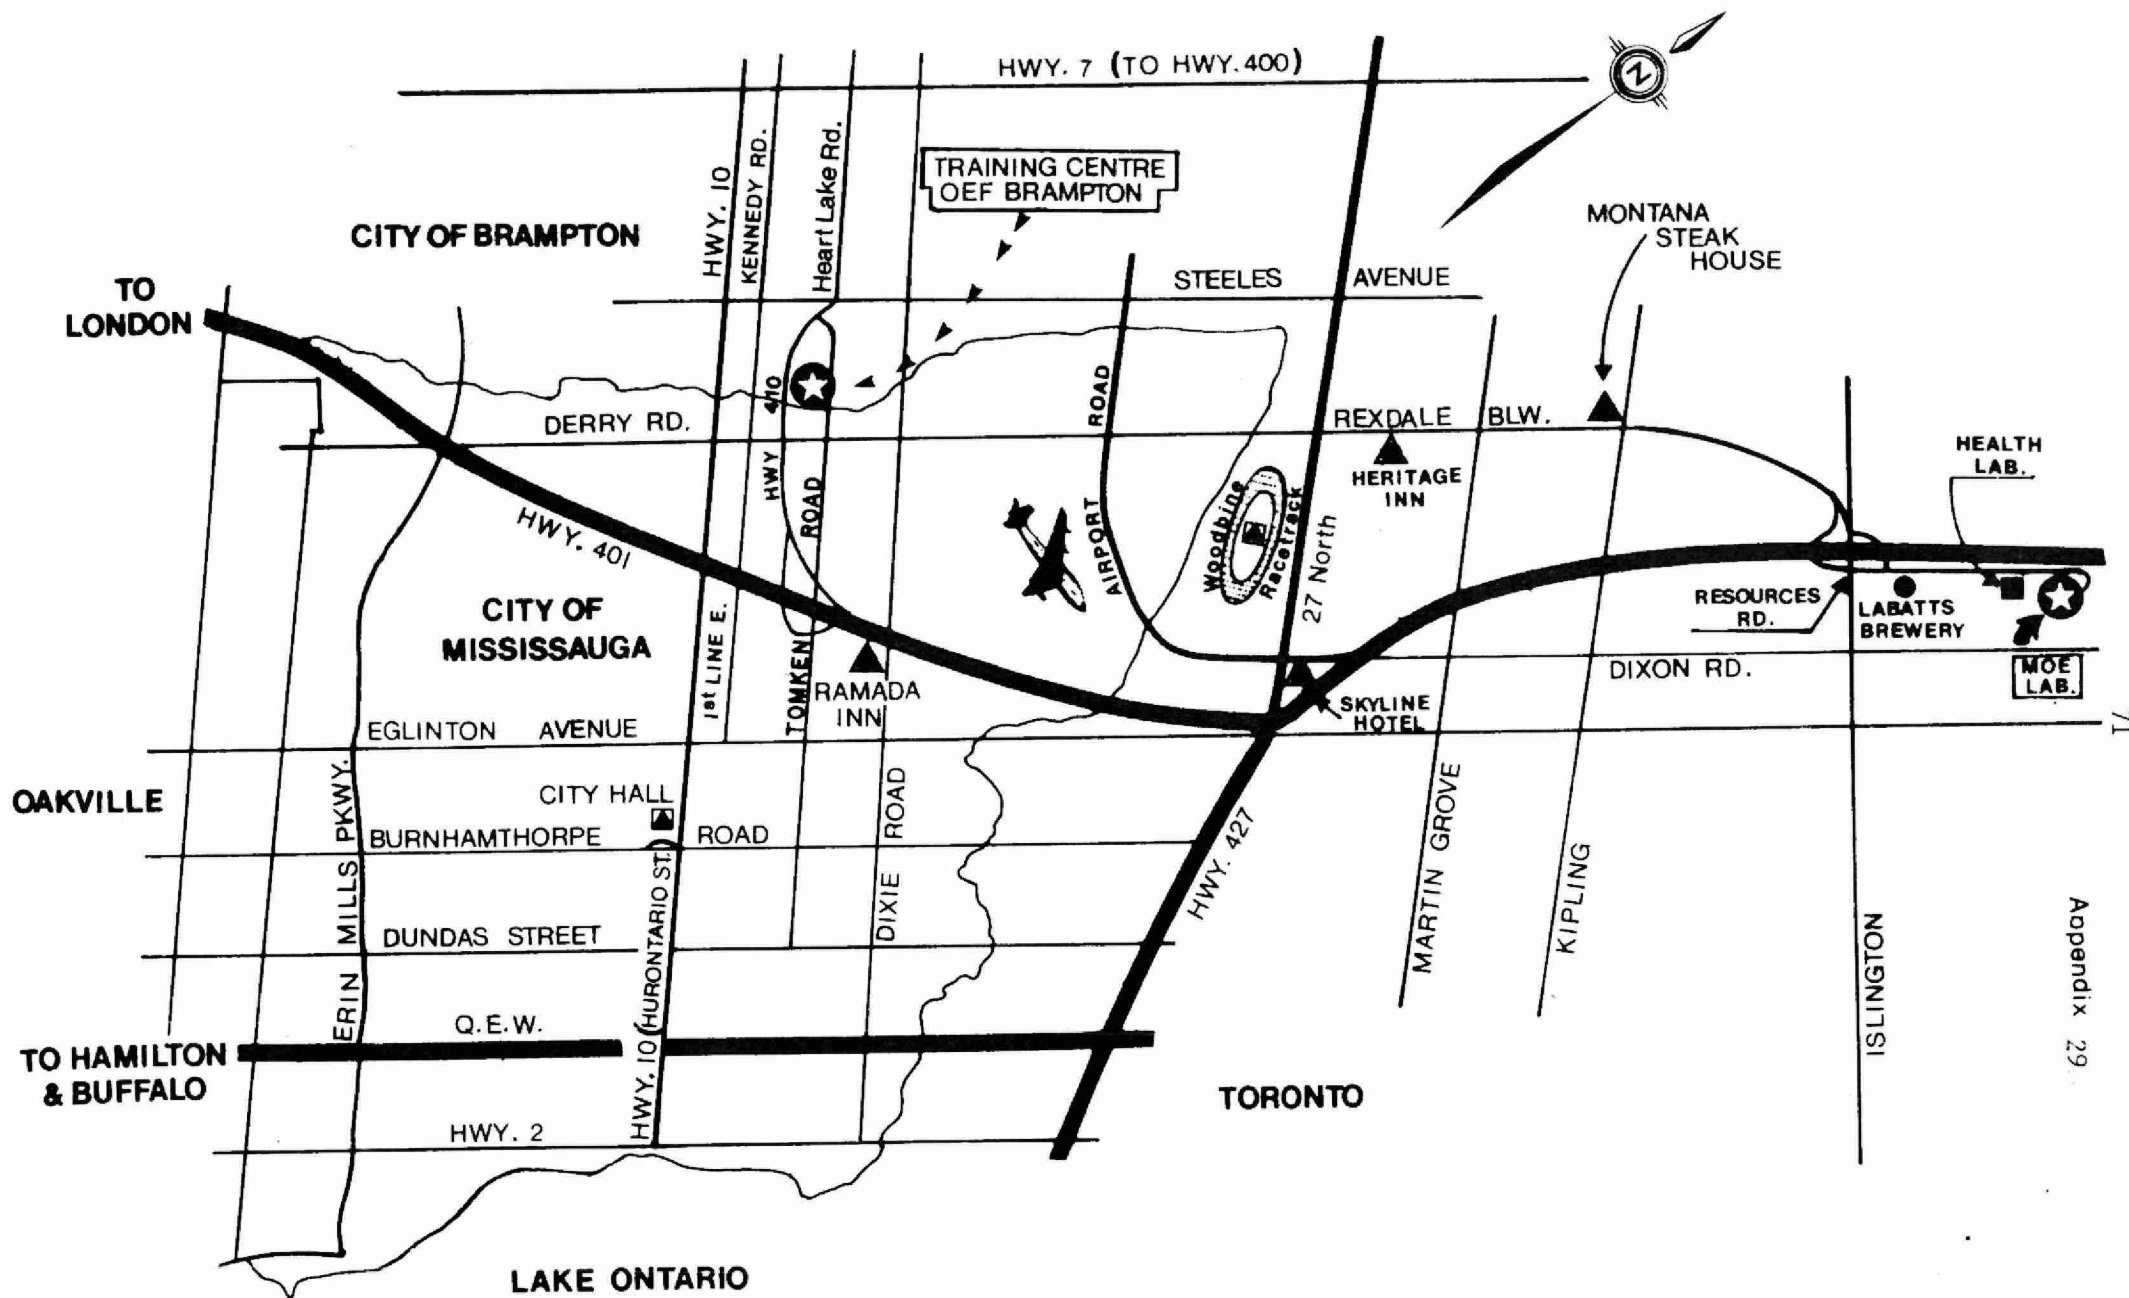 HWY. 7 (TO HWY. 400)
N
HWY. 10
KENNEDY RD.
Heart Lake Rd.
TRAINING CENTRE
OEF BRAMPTON
MONTANA
STEAK
HOUSE
CITY OF BRAMPTON
STEELES AVENUE
TO
LONDON
HWY 410
ROAD
DERRY RD.
REXDALE BLW.
HERITAGE
INN
HEALTH
LAB.
HWY. 401
ROAD
AIRPORT
Woodbine
Racetrack
27 North
CITY OF
MISSISSAUGA
1st LINE E.
TOMKEN
RAMADA
INN
RESOURCES
RD.
LABATTS
BREWERY
DIXON RD.
MOE
LAB.
SKYLINE
HOTEL
71
EGLINTON AVENUE
OAKVILLE
CITY HALL
BURNHAMTHORPE ROAD
ERIN MILLS PKWY.
DIXIE ROAD
HWY. 427
MARTIN GROVE
KIPLING
ISLINGTON
Appendix 29
DUNDAS STREET
HWY. 10 (HURONTARIO ST.)
Q.E.W.
TO HAMILTON
& BUFFALO
TORONTO
HWY. 2
LAKE ONTARIO